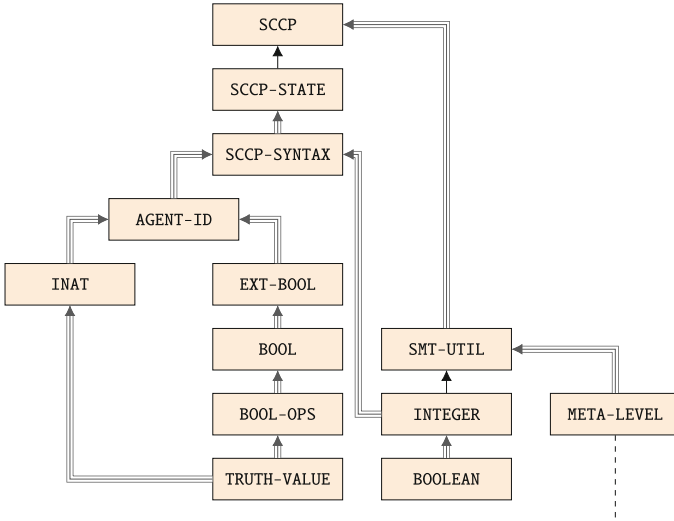 SCCP
SCCP-STATE
SCCP-SYNTAX
AGENT-ID
INAT
EXT-BOOL
BOOL
SMT-UTIL
BOOL-OPS
INTEGER
META-LEVEL
TRUTH-VALUE
BOOLEAN